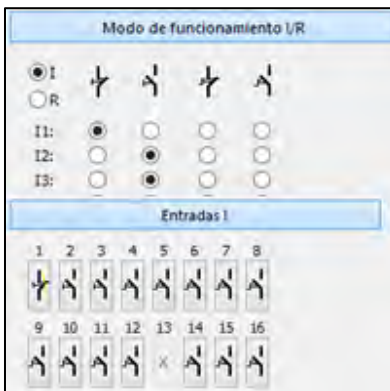 Modo de funcionamiento I/R
I
R
I1:
I2:
I3:
Entradas I
1 2 3 4 5 6 7 8
9 10 11 12 13 14 15 16
X